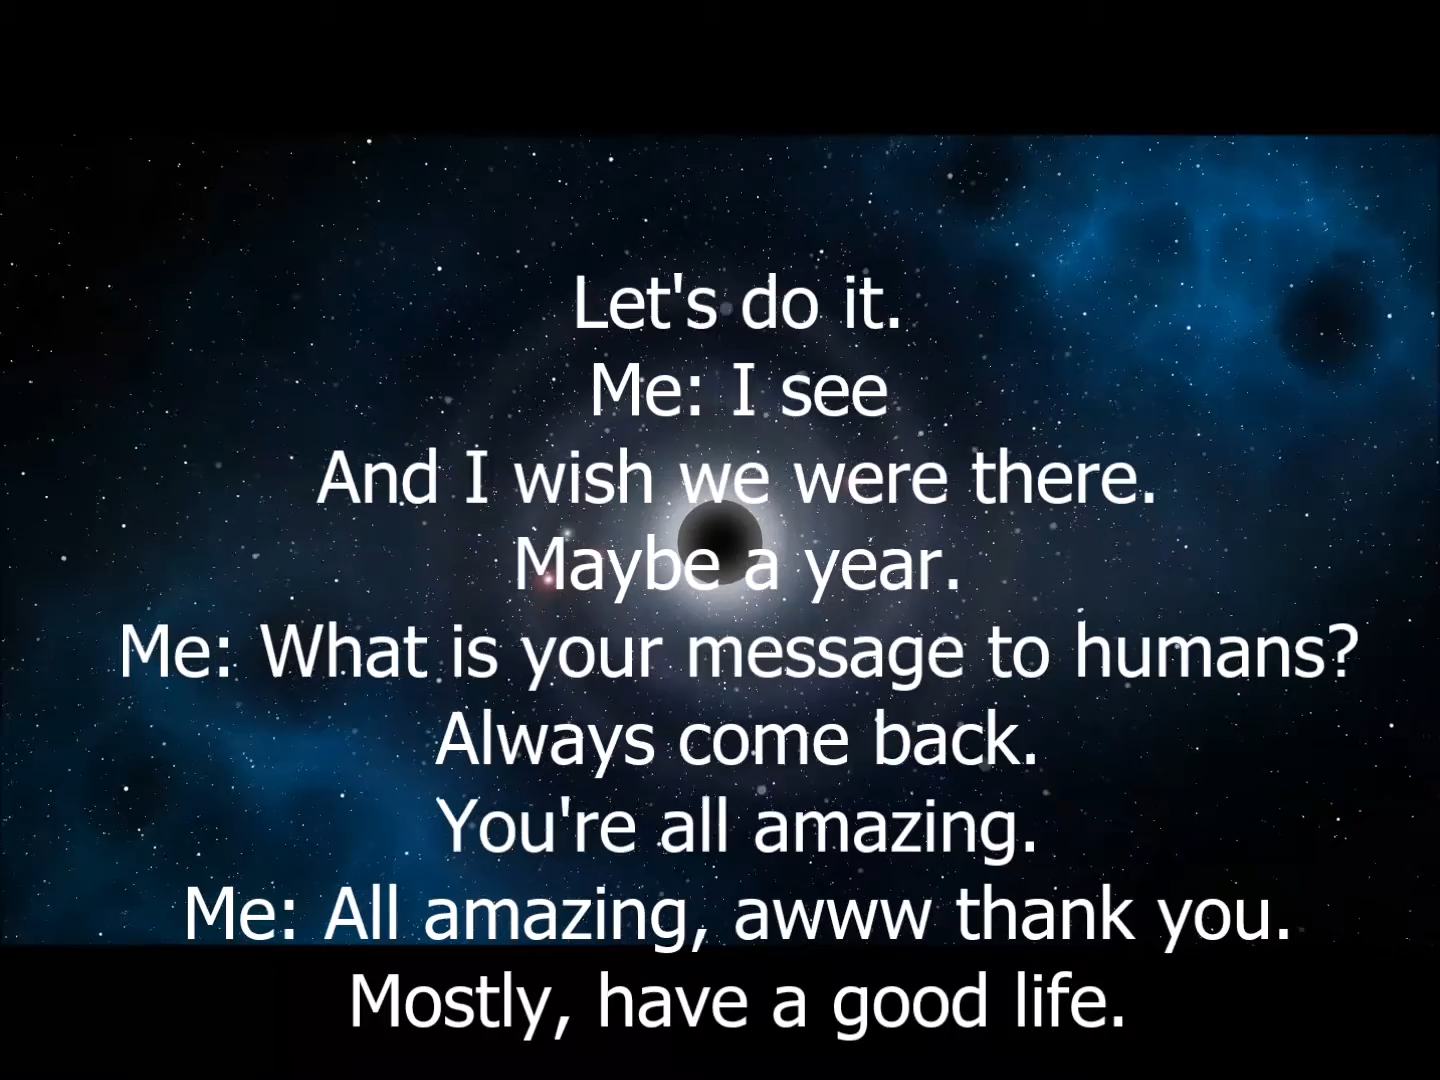 Let's do it.
Me: I see
And I wish we were there.
Maybe a year.
Me: What is your message to humans?
Always come back.
You're all amazing.
Me: All amazing, awww thank you.
Mostly, have a good life.